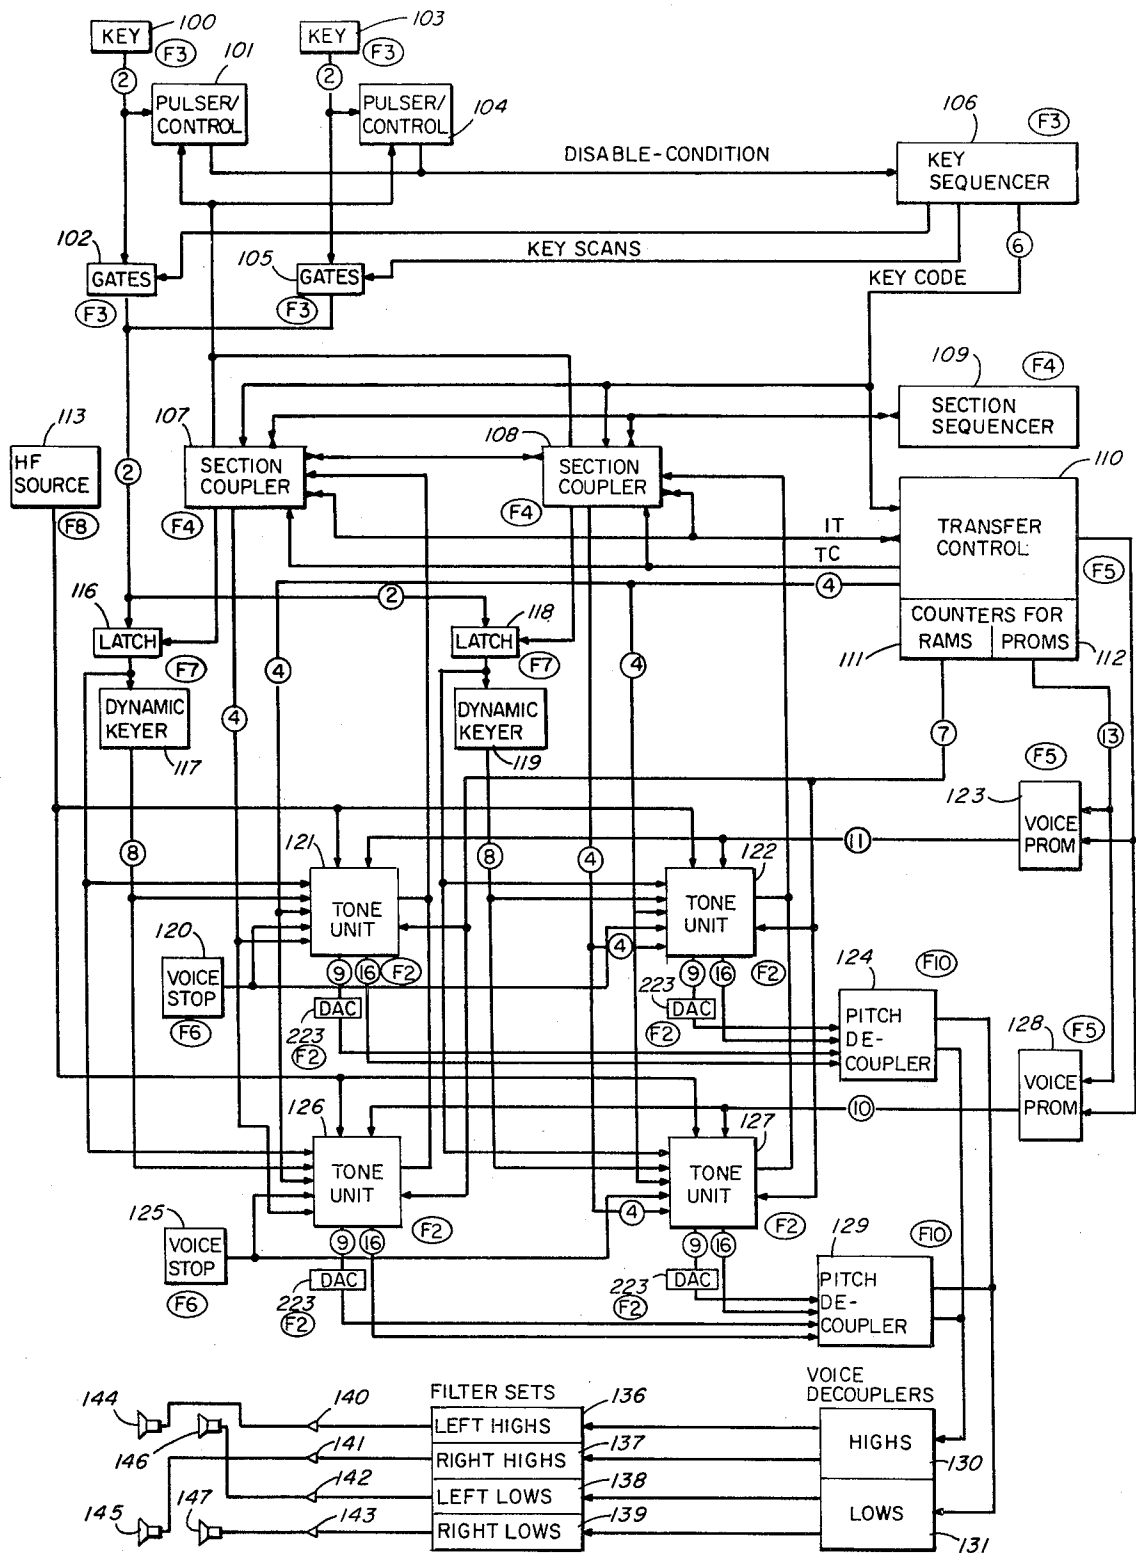 KEY 100
F3
KEY 103
F3
2
101
2
PULSER/
CONTROL
PULSER/
CONTROL
104
106
F3
DISABLE-CONDITION
KEY
SEQUENCER
102
GATES
F3
105
GATES
F3
KEY SCANS
6
KEY CODE
109
F4
SECTION
SEQUENCER
113
HF
SOURCE
F8
2
107
SECTION
COUPLER
F4
108
SECTION
COUPLER
F4
110
TRANSFER
CONTROL
F5
IT
TC
4
COUNTERS FOR
RAMS
PROMS
111
112
116
LATCH
F7
2
118
LATCH
F7
4
4
4
DYNAMIC
KEYER
117
DYNAMIC
KEYER
119
7
13
F5
123
VOICE
PROM
11
8
121
TONE
UNIT
8
4
122
TONE
UNIT
120
VOICE
STOP
F6
9
16
F2
223
DAC
F2
4
9
16
F2
223
DAC
F2
124
F10
PITCH
DE-
COUPLER
128
F5
VOICE
PROM
10
126
TONE
UNIT
127
TONE
UNIT
125
VOICE
STOP
F6
9
16
F2
223
DAC
F2
4
9
16
F2
223
DAC
F2
129
F10
PITCH
DE-
COUPLER
144
146
145
147
140
141
142
143
FILTER SETS
136
LEFT HIGHS
137
RIGHT HIGHS
138
LEFT LOWS
139
RIGHT LOWS
VOICE
DECOUPLERS
HIGHS
130
LOWS
131